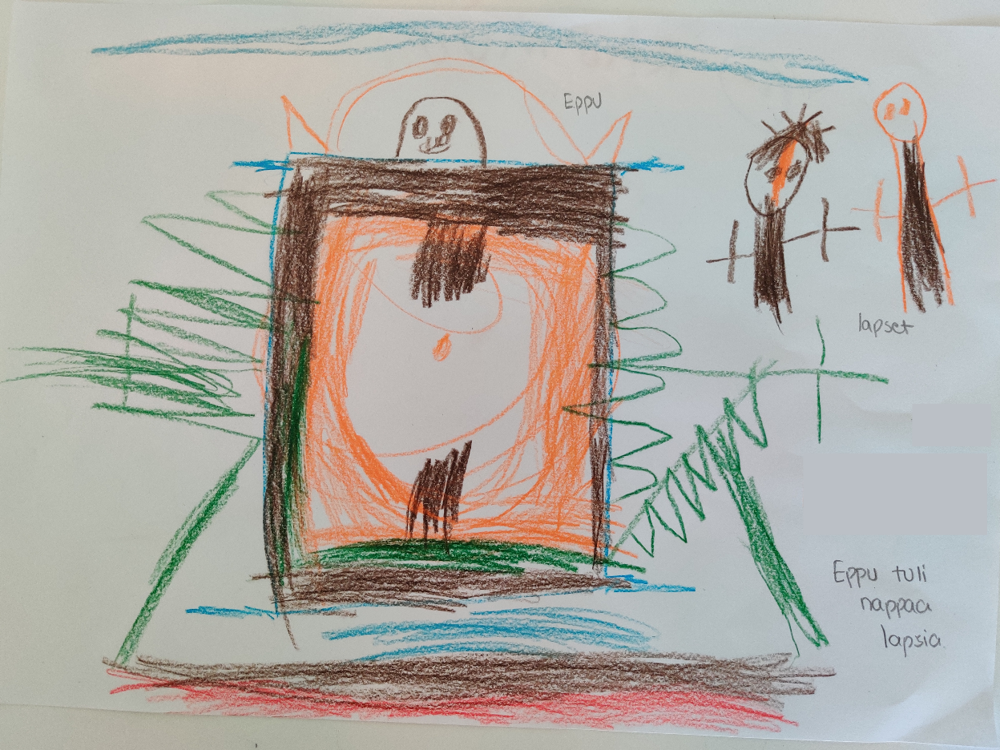 Eppu
lapset
Eppu tuli
nappaa
lapsia.